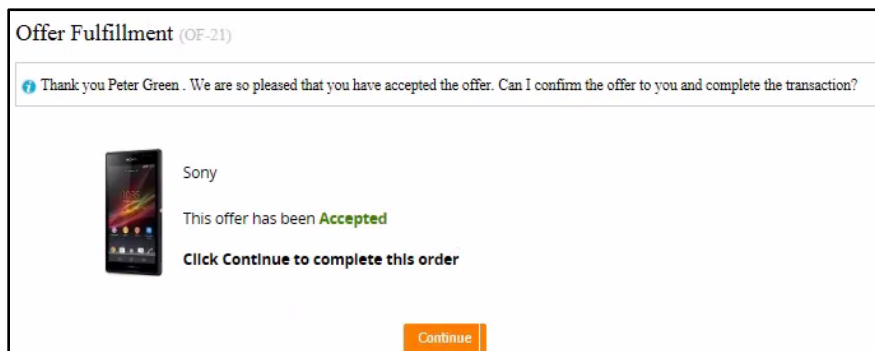 Offer Fulfillment (OF-21)
Thank you Peter Green . We are so pleased that you have accepted the offer. Can I confirm the offer to you and complete the transaction?
Sony
This offer has been Accepted
Click Continue to complete this order
Continue